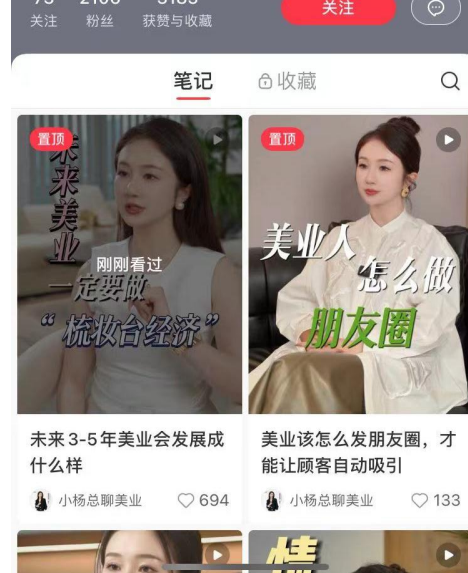 关注
粉丝
获赞与收藏
关注
笔记
收藏
置顶
未来美业
刚刚看过
一定要做
“梳妆台经济”
置顶
美业人
怎么做
朋友圈
未来3-5年美业会发展成
什么样
小杨总聊美业
694
美业该怎么发朋友圈，才
能让顾客自动吸引
小杨总聊美业
133